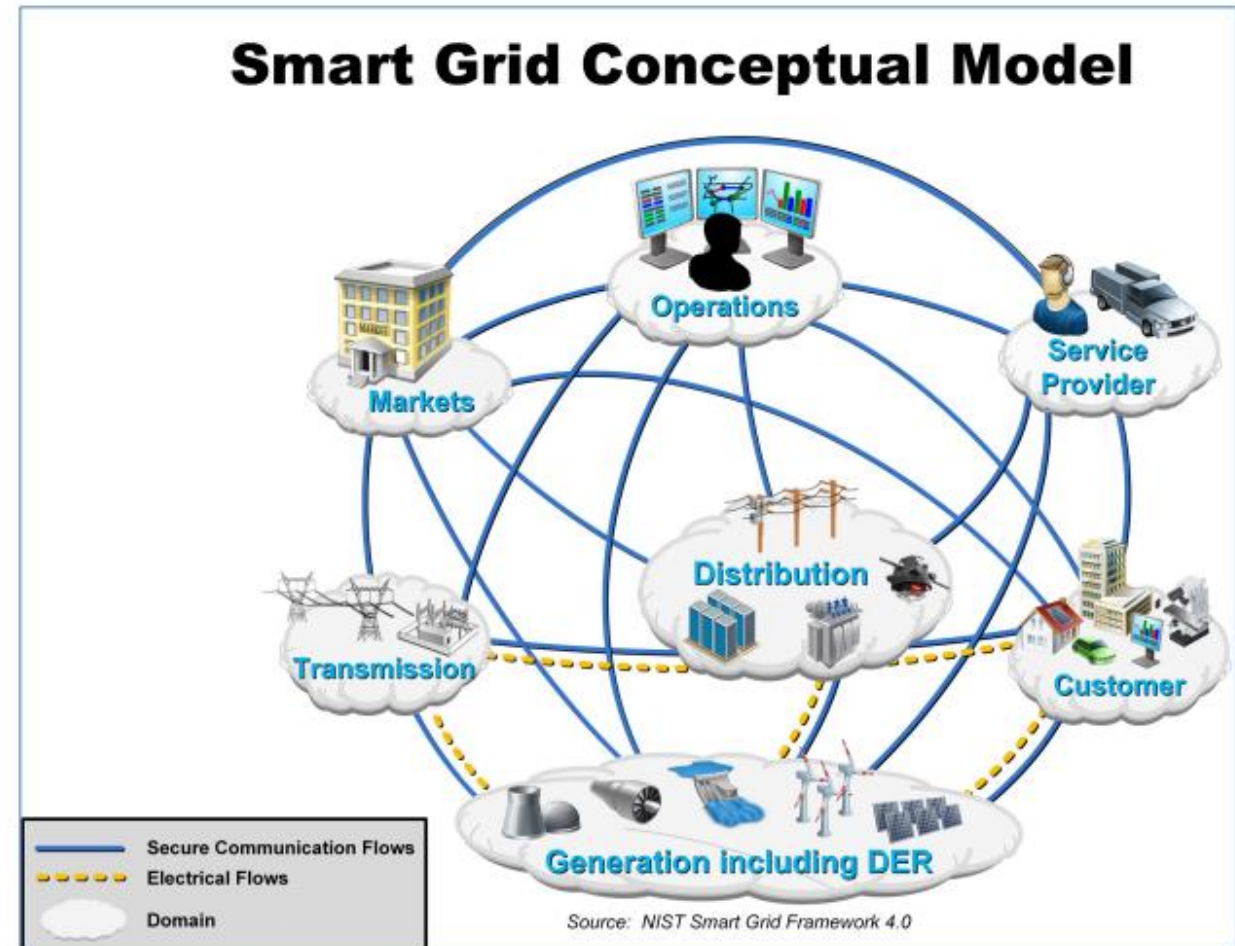 Smart Grid Conceptual Model
Operations
MARKET
Markets
Service
Provider
Distribution
Transmission
Customer
Generation including DER
Secure Communication Flows
Electrical Flows
Domain
Source: NIST Smart Grid Framework 4.0